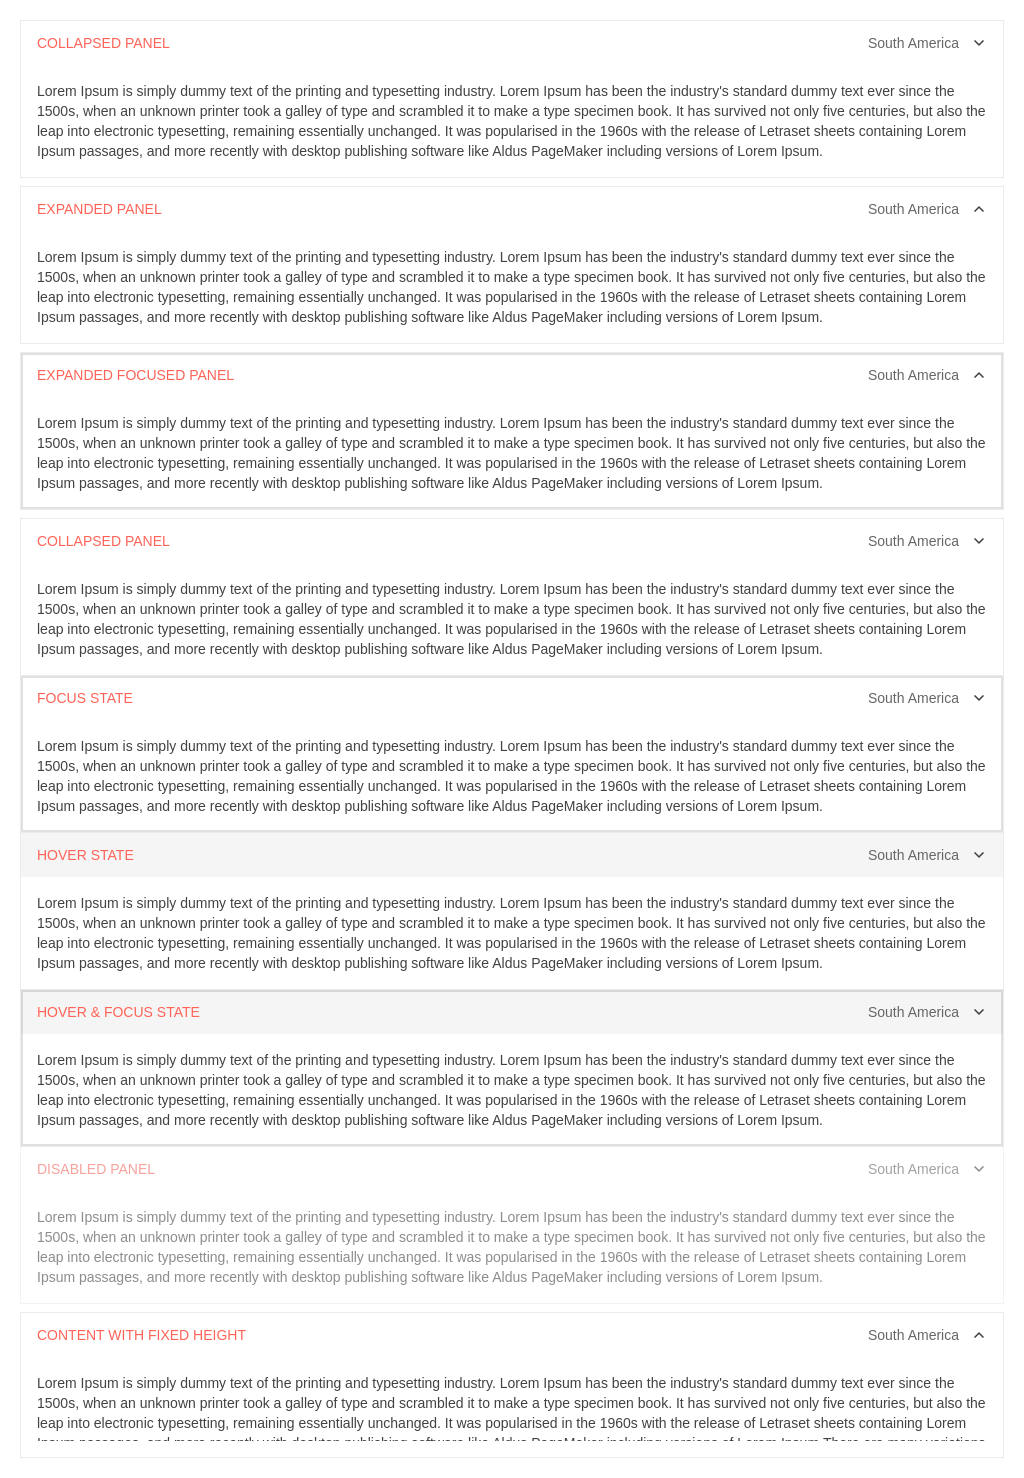 COLLAPSED PANEL South America
Lorem Ipsum is simply dummy text of the printing and typesetting industry. Lorem Ipsum has been the industry's standard dummy text ever since the
1500s, when an unknown printer took a galley of type and scrambled it to make a type specimen book. It has survived not only five centuries, but also the
leap into electronic typesetting, remaining essentially unchanged. It was popularised in the 1960s with the release of Letraset sheets containing Lorem
Ipsum passages, and more recently with desktop publishing software like Aldus PageMaker including versions of Lorem Ipsum.
EXPANDED PANEL South America
Lorem Ipsum is simply dummy text of the printing and typesetting industry. Lorem Ipsum has been the industry's standard dummy text ever since the
1500s, when an unknown printer took a galley of type and scrambled it to make a type specimen book. It has survived not only five centuries, but also the
leap into electronic typesetting, remaining essentially unchanged. It was popularised in the 1960s with the release of Letraset sheets containing Lorem
Ipsum passages, and more recently with desktop publishing software like Aldus PageMaker including versions of Lorem Ipsum.
EXPANDED FOCUSED PANEL South America
Lorem Ipsum is simply dummy text of the printing and typesetting industry. Lorem Ipsum has been the industry's standard dummy text ever since the
1500s, when an unknown printer took a galley of type and scrambled it to make a type specimen book. It has survived not only five centuries, but also the
leap into electronic typesetting, remaining essentially unchanged. It was popularised in the 1960s with the release of Letraset sheets containing Lorem
Ipsum passages, and more recently with desktop publishing software like Aldus PageMaker including versions of Lorem Ipsum.
COLLAPSED PANEL South America
Lorem Ipsum is simply dummy text of the printing and typesetting industry. Lorem Ipsum has been the industry's standard dummy text ever since the
1500s, when an unknown printer took a galley of type and scrambled it to make a type specimen book. It has survived not only five centuries, but also the
leap into electronic typesetting, remaining essentially unchanged. It was popularised in the 1960s with the release of Letraset sheets containing Lorem
Ipsum passages, and more recently with desktop publishing software like Aldus PageMaker including versions of Lorem Ipsum.
FOCUS STATE South America
Lorem Ipsum is simply dummy text of the printing and typesetting industry. Lorem Ipsum has been the industry's standard dummy text ever since the
1500s, when an unknown printer took a galley of type and scrambled it to make a type specimen book. It has survived not only five centuries, but also the
leap into electronic typesetting, remaining essentially unchanged. It was popularised in the 1960s with the release of Letraset sheets containing Lorem
Ipsum passages, and more recently with desktop publishing software like Aldus PageMaker including versions of Lorem Ipsum.
HOVER STATE South America
Lorem Ipsum is simply dummy text of the printing and typesetting industry. Lorem Ipsum has been the industry's standard dummy text ever since the
1500s, when an unknown printer took a galley of type and scrambled it to make a type specimen book. It has survived not only five centuries, but also the
leap into electronic typesetting, remaining essentially unchanged. It was popularised in the 1960s with the release of Letraset sheets containing Lorem
Ipsum passages, and more recently with desktop publishing software like Aldus PageMaker including versions of Lorem Ipsum.
HOVER & FOCUS STATE South America
Lorem Ipsum is simply dummy text of the printing and typesetting industry. Lorem Ipsum has been the industry's standard dummy text ever since the
1500s, when an unknown printer took a galley of type and scrambled it to make a type specimen book. It has survived not only five centuries, but also the
leap into electronic typesetting, remaining essentially unchanged. It was popularised in the 1960s with the release of Letraset sheets containing Lorem
Ipsum passages, and more recently with desktop publishing software like Aldus PageMaker including versions of Lorem Ipsum.
DISABLED PANEL South America
Lorem Ipsum is simply dummy text of the printing and typesetting industry. Lorem Ipsum has been the industry's standard dummy text ever since the
1500s, when an unknown printer took a galley of type and scrambled it to make a type specimen book. It has survived not only five centuries, but also the
leap into electronic typesetting, remaining essentially unchanged. It was popularised in the 1960s with the release of Letraset sheets containing Lorem
Ipsum passages, and more recently with desktop publishing software like Aldus PageMaker including versions of Lorem Ipsum.
CONTENT WITH FIXED HEIGHT South America
Lorem Ipsum is simply dummy text of the printing and typesetting industry. Lorem Ipsum has been the industry's standard dummy text ever since the
1500s, when an unknown printer took a galley of type and scrambled it to make a type specimen book. It has survived not only five centuries, but also the
leap into electronic typesetting, remaining essentially unchanged. It was popularised in the 1960s with the release of Letraset sheets containing Lorem